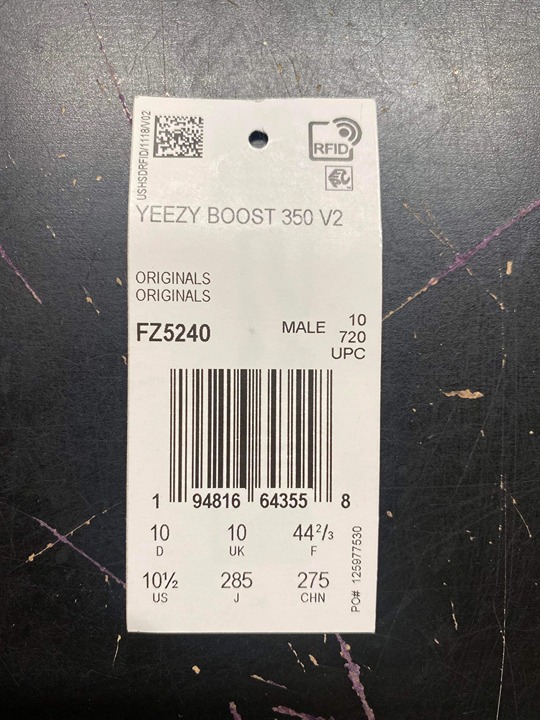 USHSDRFID/1118/V02
RFID
YEEZY BOOST 350 V2
ORIGINALS
ORIGINALS
FZ5240
MALE 10
720
UPC
1 94816 64355 8
10 10 44²/₃
D UK F
10½ 285 275
US J CHN
PO# 125977530